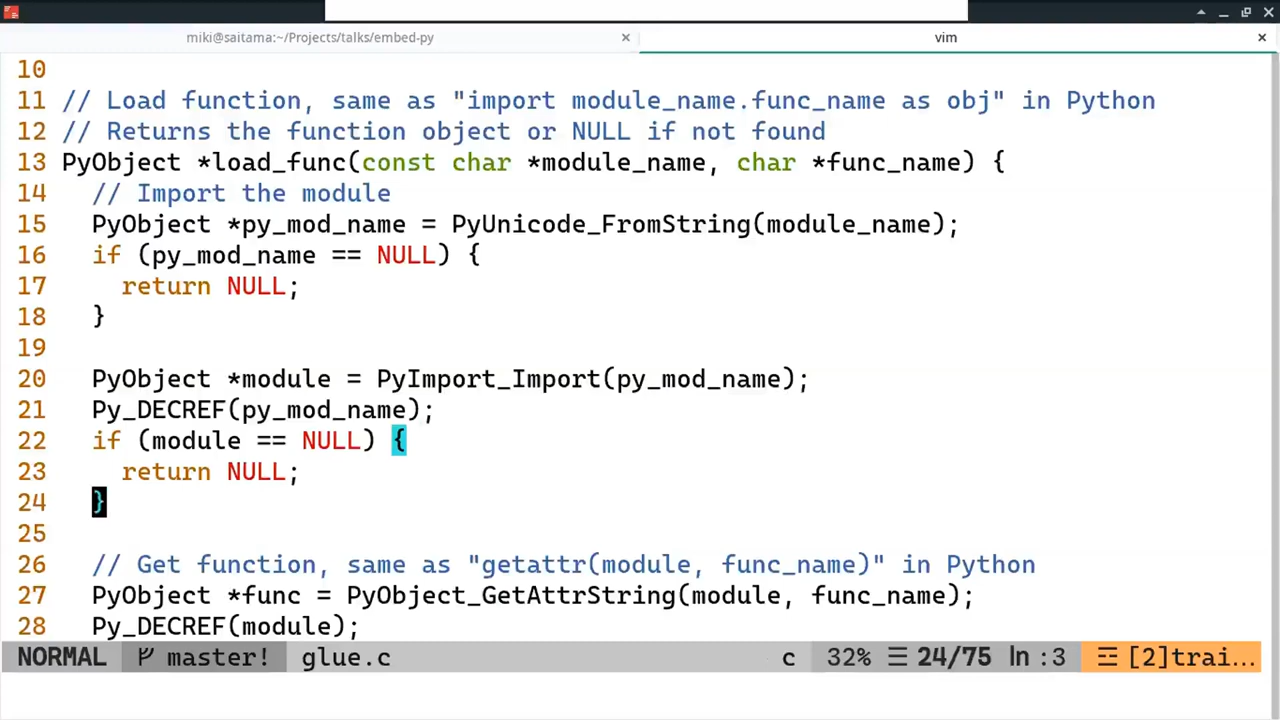 miki@saitama:~/Projects/talks/embed-py
vim
10
11 // Load function, same as "import module_name.func_name as obj" in Python
12 // Returns the function object or NULL if not found
13 PyObject *load_func(const char *module_name, char *func_name) {
14   // Import the module
15   PyObject *py_mod_name = PyUnicode_FromString(module_name);
16   if (py_mod_name == NULL) {
17     return NULL;
18   }
19
20   PyObject *module = PyImport_Import(py_mod_name);
21   Py_DECREF(py_mod_name);
22   if (module == NULL) {
23     return NULL;
24   }
25
26   // Get function, same as "getattr(module, func_name)" in Python
27   PyObject *func = PyObject_GetAttrString(module, func_name);
28   Py_DECREF(module);
NORMAL master! glue.c c 32% ☰ 24/75 ln :3 ☲ [2]trai…